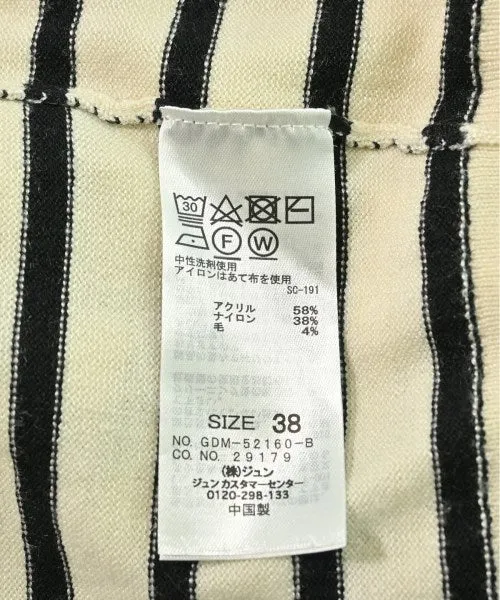 30
F W
中性洗剤使用
アイロンはあて布を使用
SC-191
アクリル 58%
ナイロン 38%
毛 4%
SIZE 38
NO. GDM-52160-B
CO. NO. 29179
(株)ジュン
ジュン カスタマーセンター
0120-298-133
中国製